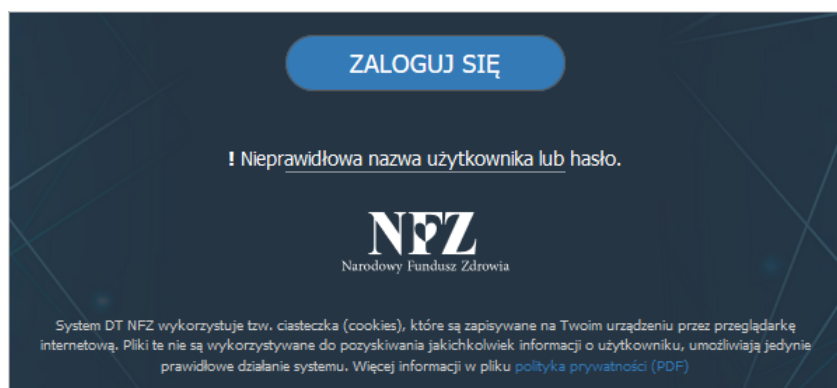 ZALOGUJ SIĘ
! Nieprawidłowa nazwa użytkownika lub hasło.
NFZ
Narodowy Fundusz Zdrowia
System DT NFZ wykorzystuje tzw. ciasteczka (cookies), które są zapisywane na Twoim urządzeniu przez przeglądarkę
internetową. Pliki te nie są wykorzystywane do pozyskiwania jakichkolwiek informacji o użytkowniku, umożliwiają jedynie
prawidłowe działanie systemu. Więcej informacji w pliku polityka prywatności (PDF)